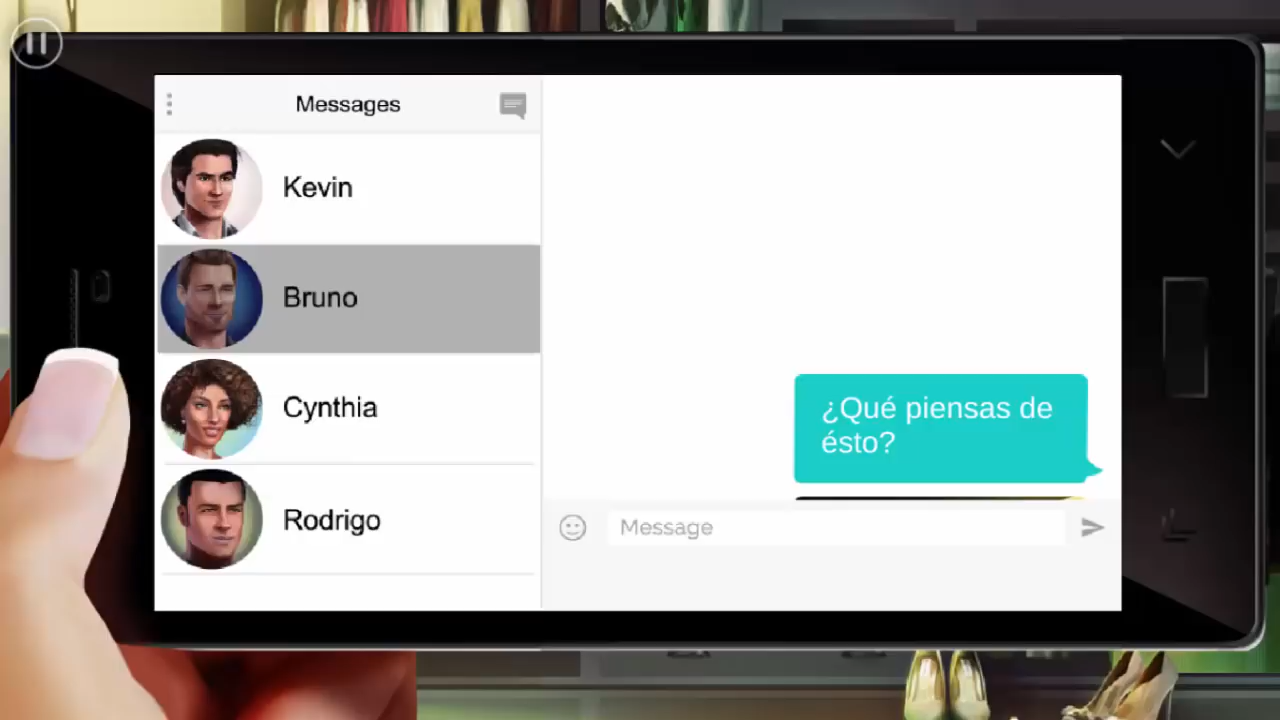 Messages
Kevin
Bruno
Cynthia
Rodrigo
¿Qué piensas de
ésto?
Message